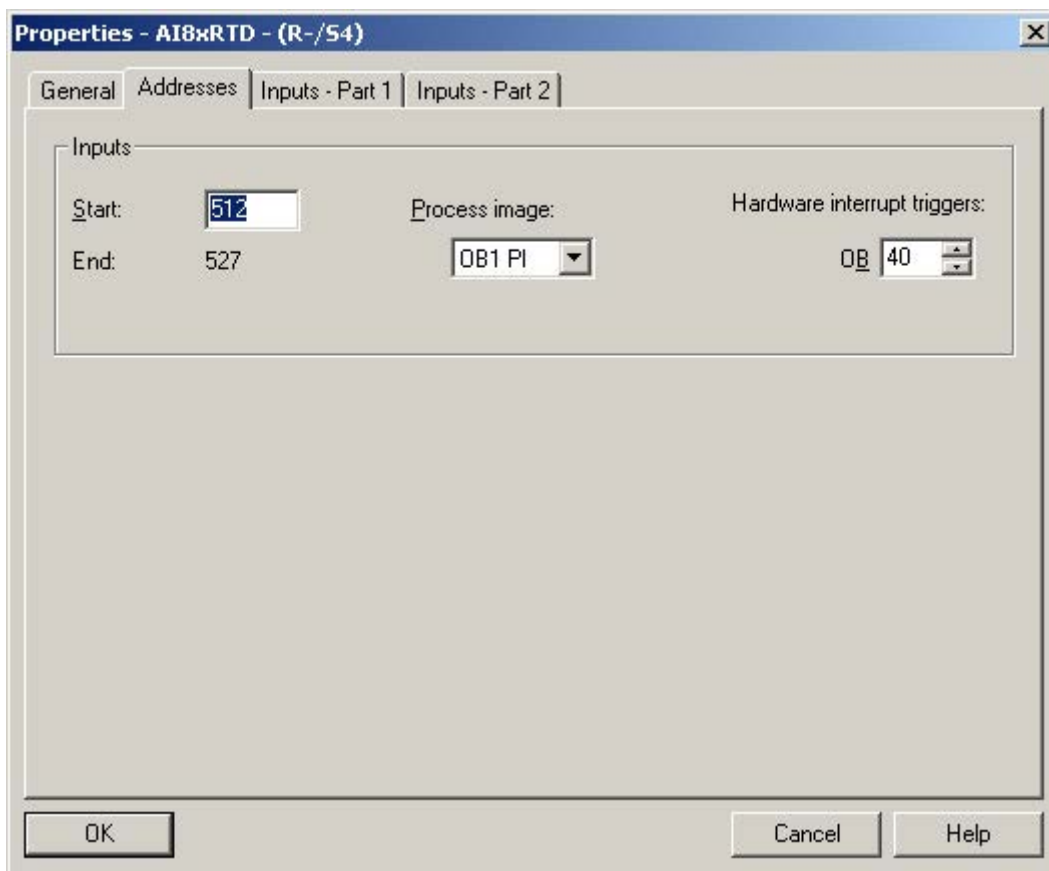 Properties - AI8xRTD - (R-/S4)
General Addresses Inputs - Part 1 Inputs - Part 2
Inputs
Start: 512 Process image: Hardware interrupt triggers:
End: 527 OB1 PI OB 40
OK Cancel Help